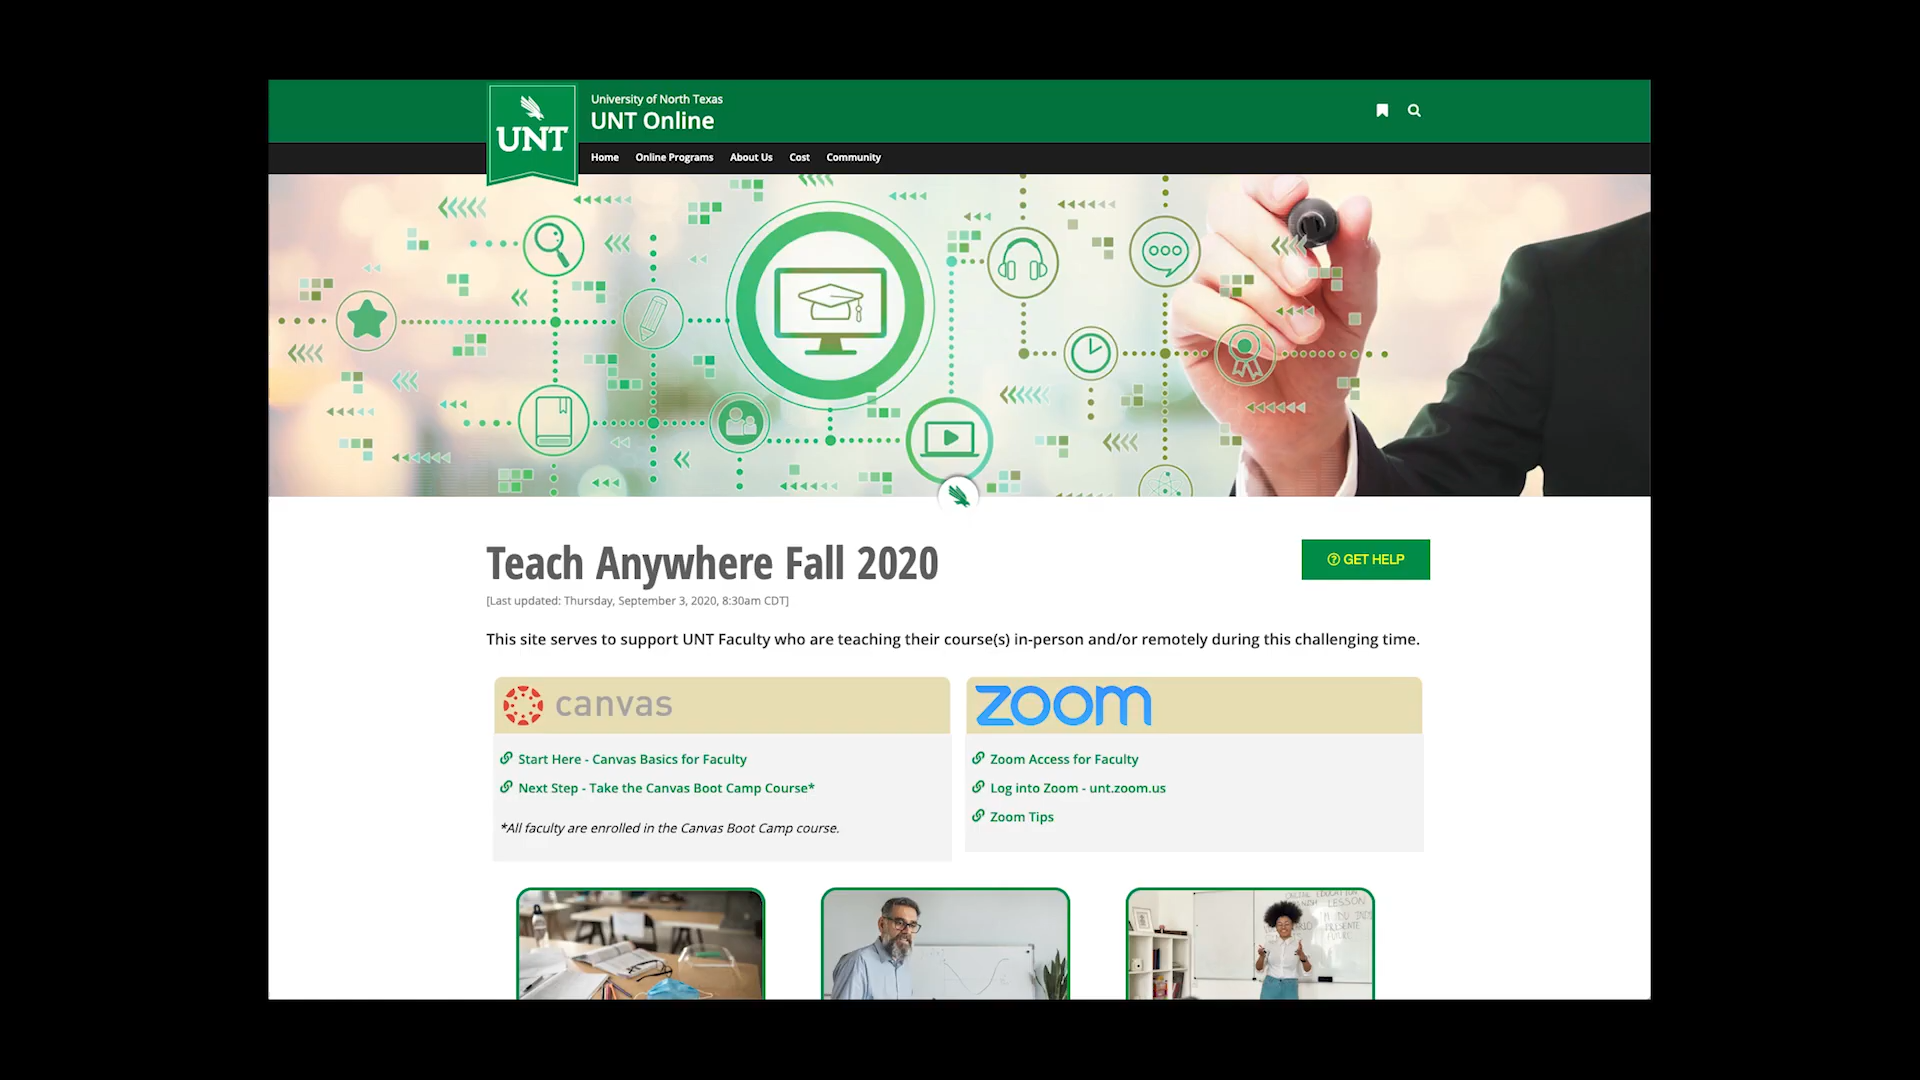 UNT
University of North Texas
UNT Online
Home Online Programs About Us Cost Community
Teach Anywhere Fall 2020
GET HELP
[Last updated: Thursday, September 3, 2020, 8:30am CDT]
This site serves to support UNT Faculty who are teaching their course(s) in-person and/or remotely during this challenging time.
canvas
Start Here - Canvas Basics for Faculty
Next Step - Take the Canvas Boot Camp Course*
*All faculty are enrolled in the Canvas Boot Camp course.
zoom
Zoom Access for Faculty
Log into Zoom - unt.zoom.us
Zoom Tips
LESSON